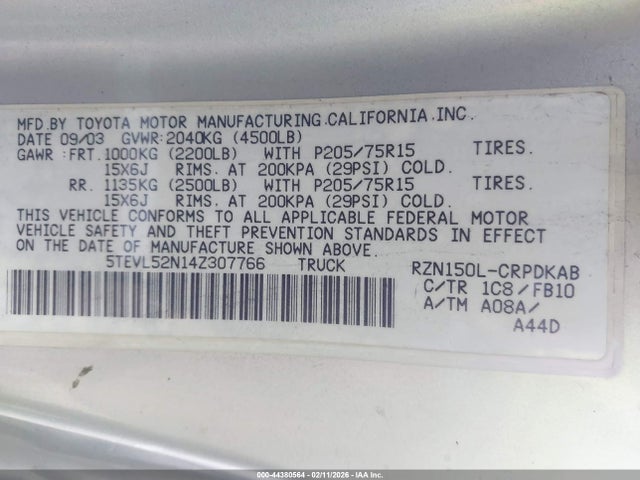 MFD.BY TOYOTA MOTOR MANUFACTURING.CALIFORNIA.INC.
DATE 09/03 GVWR:2040KG (4500LB)
GAWR :FRT.1000KG (2200LB) WITH P205/75R15 TIRES.
15X6J RIMS. AT 200KPA (29PSI) COLD.
RR. 1135KG (2500LB) WITH P205/75R15 TIRES.
15X6J RIMS. AT 200KPA (29PSI) COLD.
THIS VEHICLE CONFORMS TO ALL APPLICABLE FEDERAL MOTOR
VEHICLE SAFETY AND THEFT PREVENTION STANDARDS IN EFFECT
ON THE DATE OF MANUFACTURE SHOWN ABOVE.
5TEVL52N14Z307766 TRUCK RZN150L-CRPDKAB
C/TR 1C8/FB10
A/TM A08A/
A44D
000-44380564 - 02/11/2026 - IAA Inc.